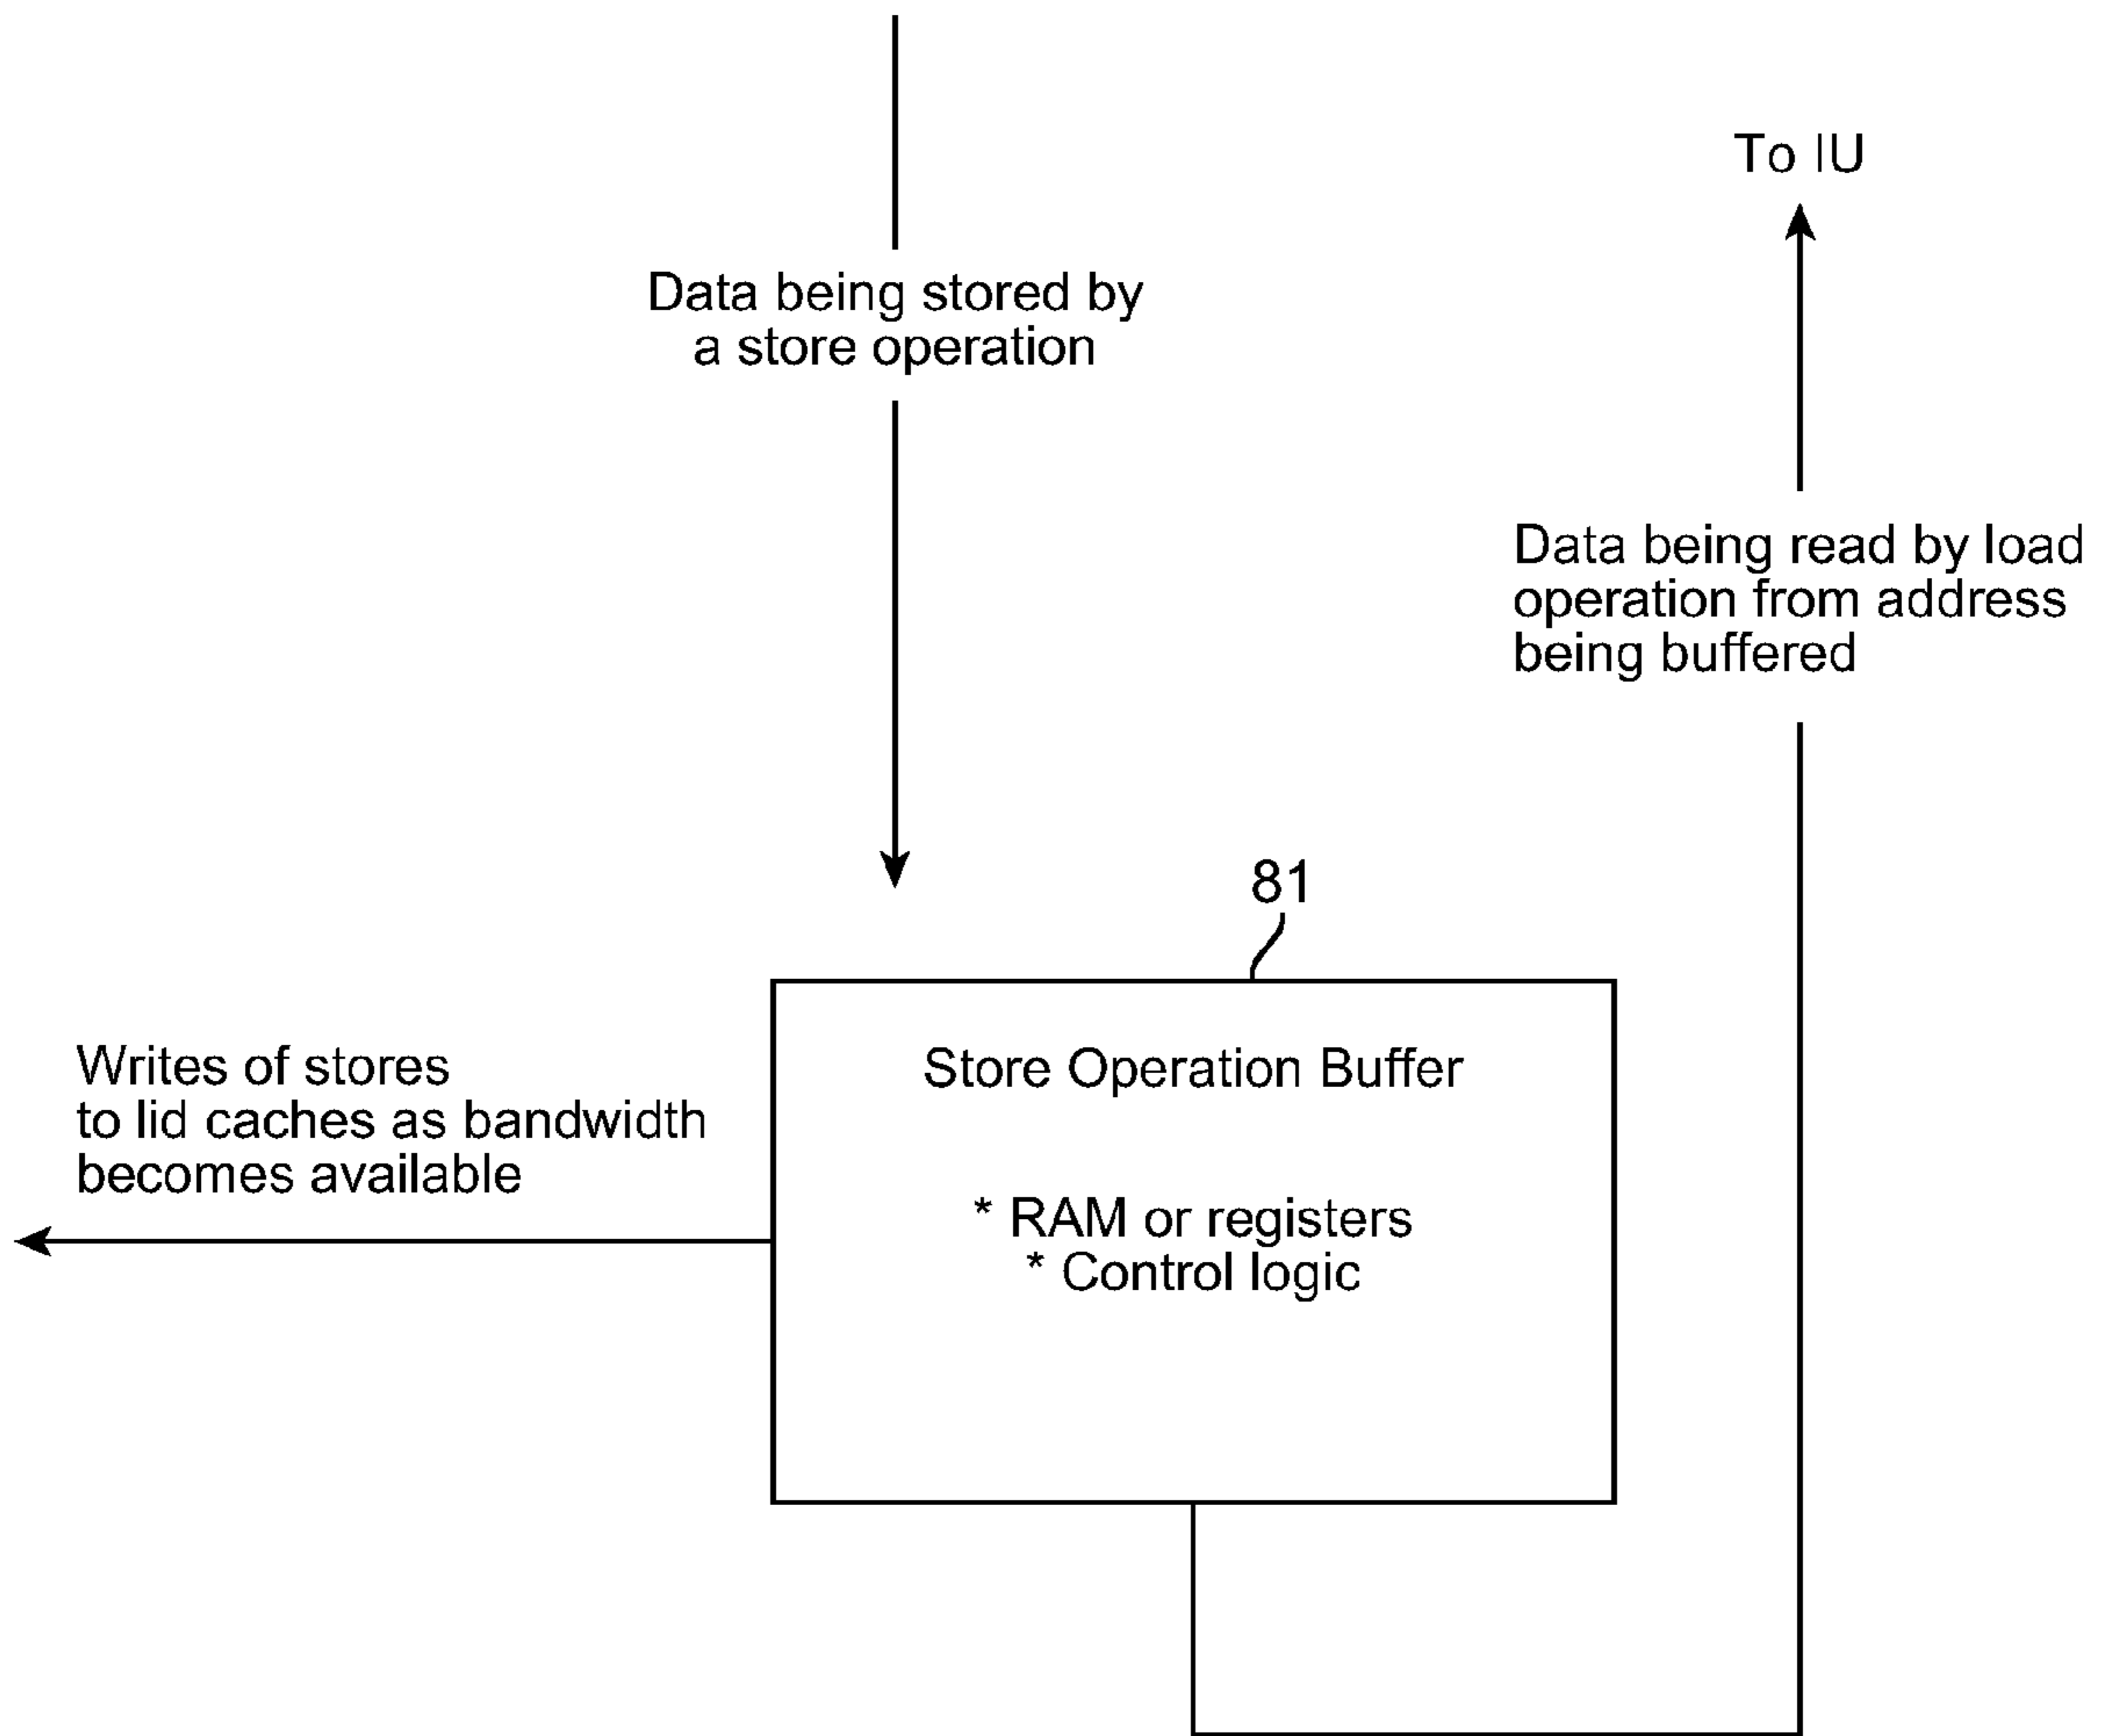 To IU
Data being stored by
a store operation
Data being read by load
operation from address
being buffered
81
Writes of stores
to lid caches as bandwidth
becomes available
Store Operation Buffer
* RAM or registers
* Control logic